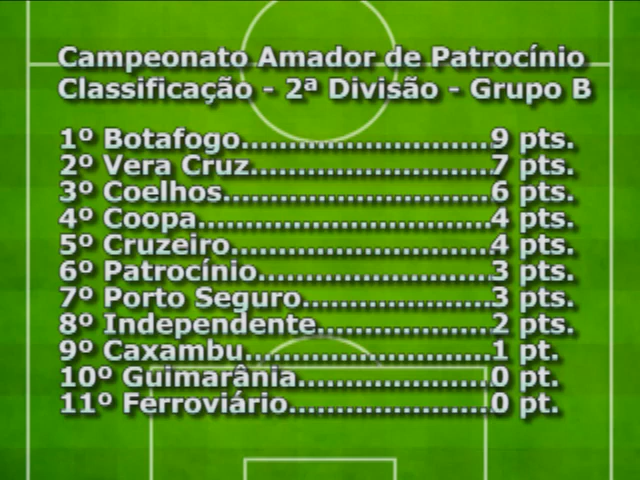 Campeonato Amador de Patrocínio
Classificação - 2ª Divisão - Grupo B
1º Botafogo................................9 pts.
2º Vera Cruz...............................7 pts.
3º Coelhos..................................6 pts.
4º Coopa.....................................4 pts.
5º Cruzeiro.................................4 pts.
6º Patrocínio..............................3 pts.
7º Porto Seguro........................3 pts.
8º Independente......................2 pts.
9º Caxambu................................1 pt.
10º Guimarânia.........................0 pt.
11º Ferroviário..........................0 pt.